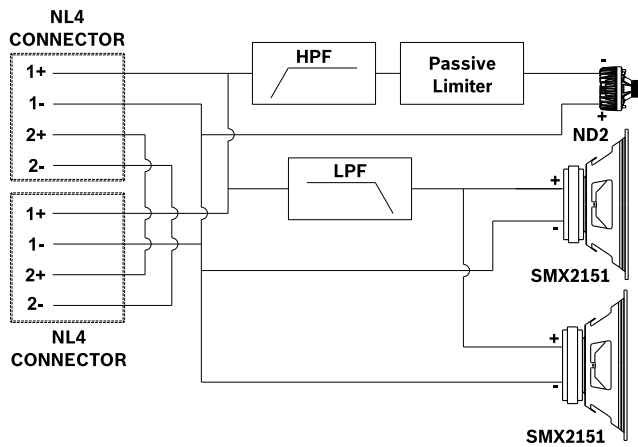 NL4
CONNECTOR
1+
1-
2+
2-
1+
1-
2+
2-
NL4
CONNECTOR
HPF
Passive
Limiter
-
+
ND2
LPF
+
-
SMX2151
+
-
SMX2151